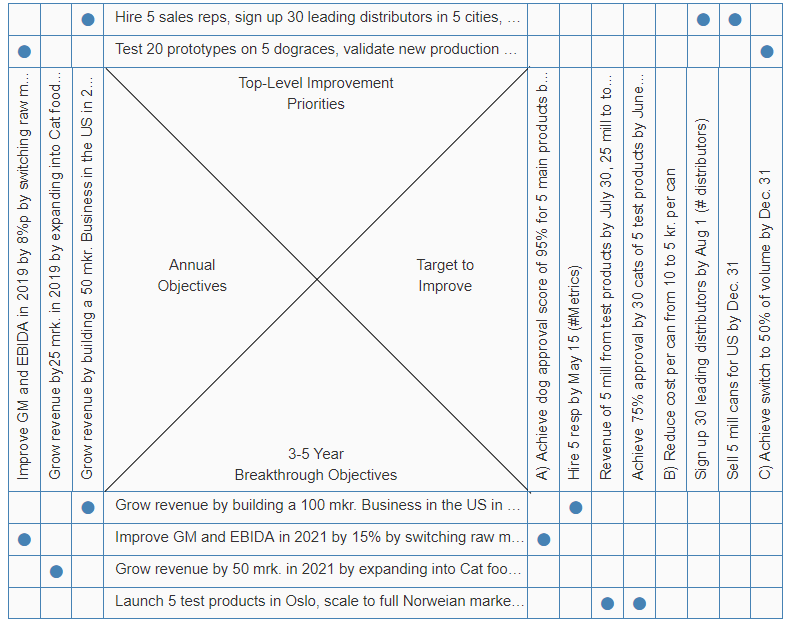 Hire 5 sales reps, sign up 30 leading distributors in 5 cities, ...
Test 20 prototypes on 5 dograces, validate new production ...
Improve GM and EBIDA in 2019 by 8%p by switching raw m...
Grow revenue by25 mrk. in 2019 by expanding into Cat food...
Grow revenue by building a 50 mkr. Business in the US in 2...
Top-Level Improvement
Priorities
Annual
Objectives
Target to
Improve
3-5 Year
Breakthrough Objectives
A) Achieve dog approval score of 95% for 5 main products b...
Hire 5 resp by May 15 (#Metrics)
Revenue of 5 mill from test products by July 30, 25 mill to to...
Achieve 75% approval by 30 cats of 5 test products by June...
B) Reduce cost per can from 10 to 5 kr. per can
Sign up 30 leading distributors by Aug 1 (# distributors)
Sell 5 mill cans for US by Dec. 31
C) Achieve switch to 50% of volume by Dec. 31
Grow revenue by building a 100 mkr. Business in the US in ...
Improve GM and EBIDA in 2021 by 15% by switching raw m...
Grow revenue by 50 mrk. in 2021 by expanding into Cat foo...
Launch 5 test products in Oslo, scale to full Norweian marke...